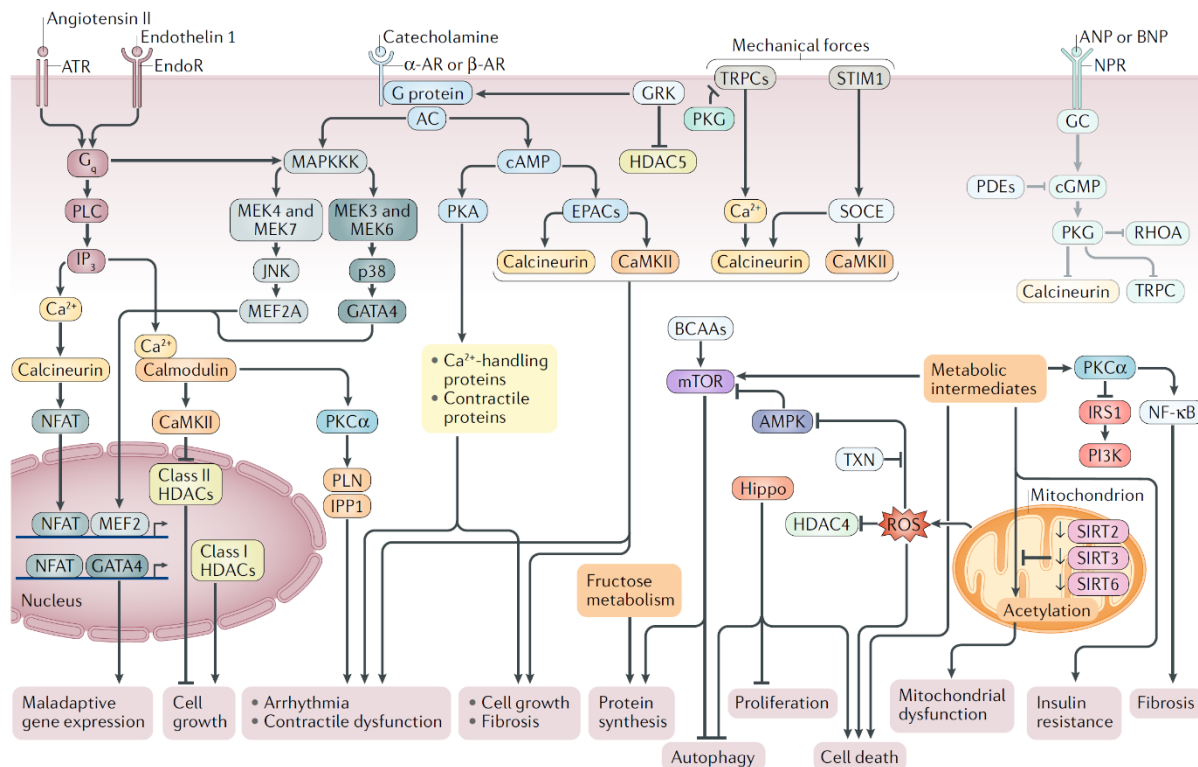 Angiotensin II
Endothelin 1
ATR
EndoR
Catecholamine
α-AR or β-AR
Mechanical forces
ANP or BNP
NPR
G protein
GRK
TRPCs
STIM1
PKG
AC
HDAC5
GC
Gq
MAPKKK
cAMP
PDEs
cGMP
PLC
MEK4 and
MEK7
MEK3 and
MEK6
PKA
EPACs
Ca²⁺
SOCE
PKG
RHOA
IP₃
JNK
p38
Calcineurin
CaMKII
Calcineurin
CaMKII
Calcineurin
TRPC
Ca²⁺
MEF2A
GATA4
Ca²⁺
Calmodulin
Calcineurin
• Ca²⁺-handling
proteins
• Contractile
proteins
BCAAs
mTOR
Metabolic
intermediates
PKCα
NFAT
CaMKII
PKCα
AMPK
IRS1
NF-κB
TXN
PI3K
Class II
HDACs
PLN
IPP1
Hippo
Mitochondrion
NFAT
MEF2
HDAC4
ROS
↓ SIRT2
Class I
HDACs
↓ SIRT3
NFAT
GATA4
Fructose
metabolism
↓ SIRT6
Nucleus
Acetylation
Maladaptive
gene expression
Cell
growth
• Arrhythmia
• Contractile dysfunction
• Cell growth
• Fibrosis
Protein
synthesis
Proliferation
Mitochondrial
dysfunction
Insulin
resistance
Fibrosis
Autophagy
Cell death